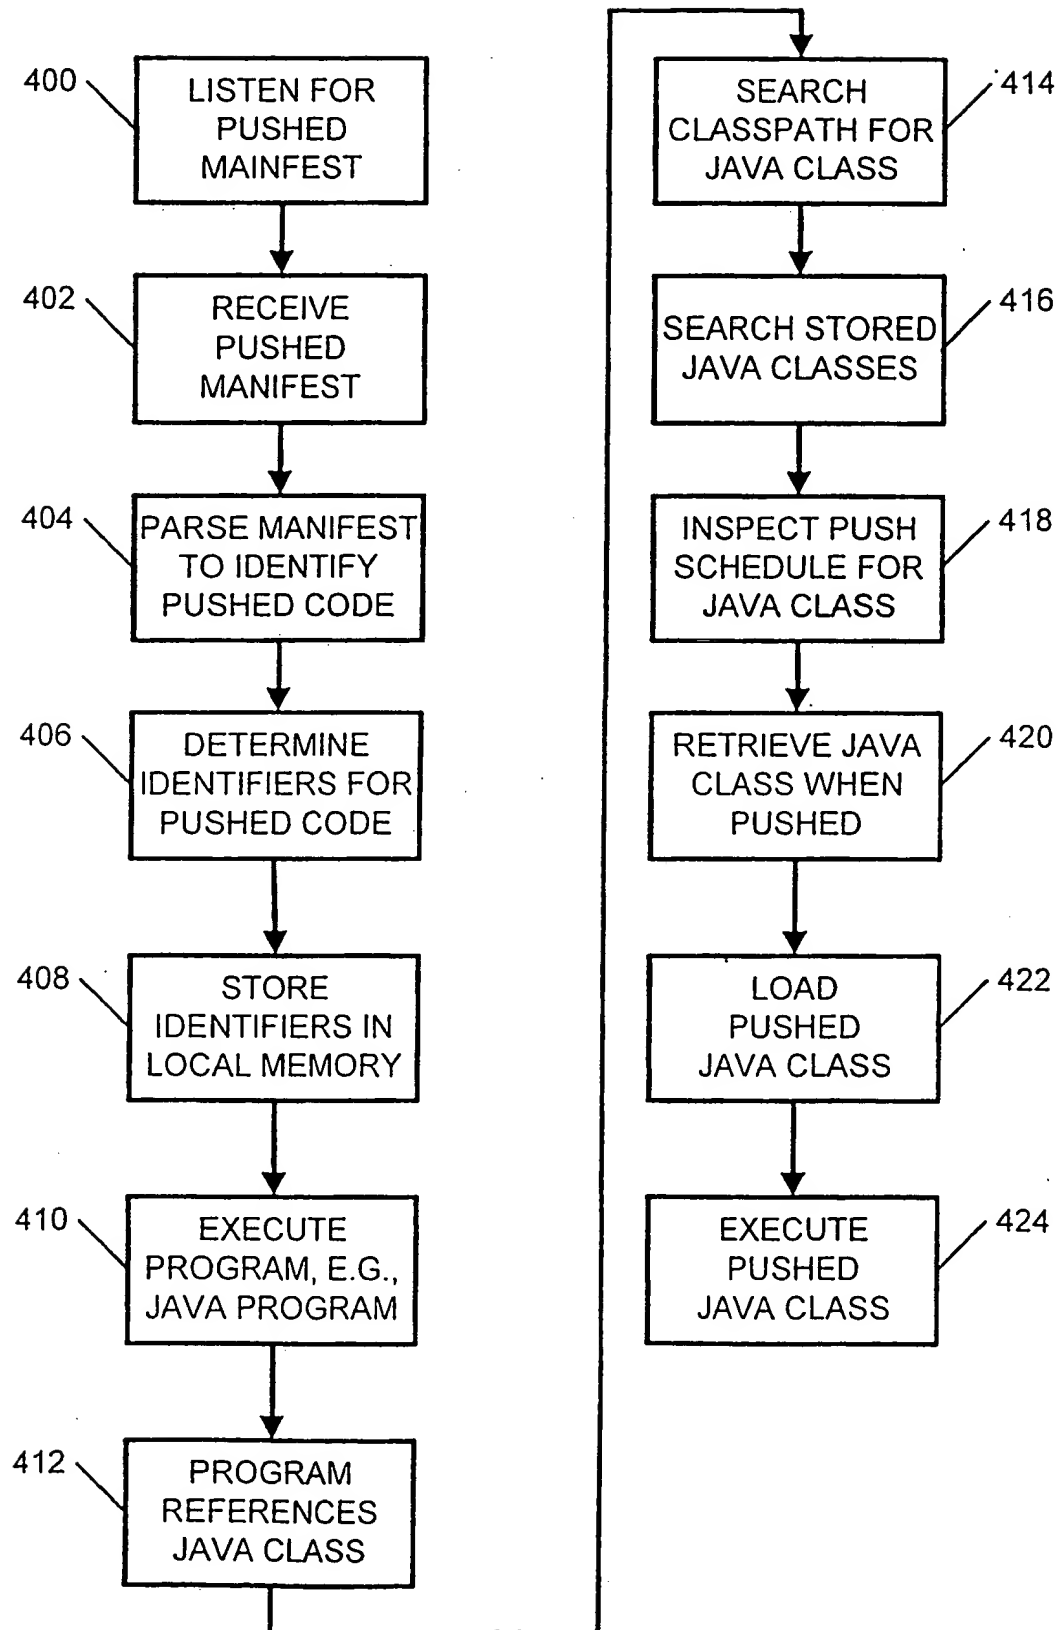 400
LISTEN FOR
PUSHED
MAINFEST
402
RECEIVE
PUSHED
MANIFEST
404
PARSE MANIFEST
TO IDENTIFY
PUSHED CODE
406
DETERMINE
IDENTIFIERS FOR
PUSHED CODE
408
STORE
IDENTIFIERS IN
LOCAL MEMORY
410
EXECUTE
PROGRAM, E.G.,
JAVA PROGRAM
412
PROGRAM
REFERENCES
JAVA CLASS
414
SEARCH
CLASSPATH FOR
JAVA CLASS
416
SEARCH STORED
JAVA CLASSES
418
INSPECT PUSH
SCHEDULE FOR
JAVA CLASS
420
RETRIEVE JAVA
CLASS WHEN
PUSHED
422
LOAD
PUSHED
JAVA CLASS
424
EXECUTE
PUSHED
JAVA CLASS